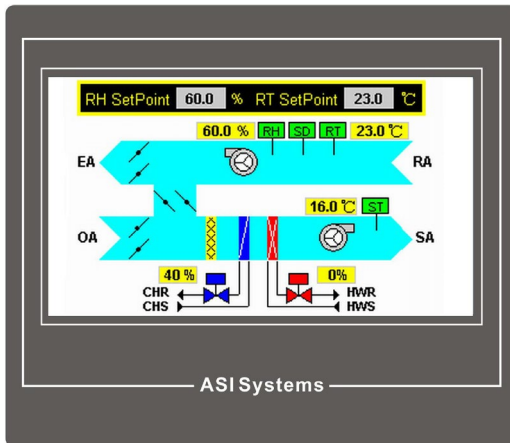 RH SetPoint 60.0 % RT SetPoint 23.0 ℃
60.0 % RH SD RT 23.0 ℃
EA RA
16.0 ℃ ST
OA SA
40 % 0%
CHR HWR
CHS HWS
ASI Systems